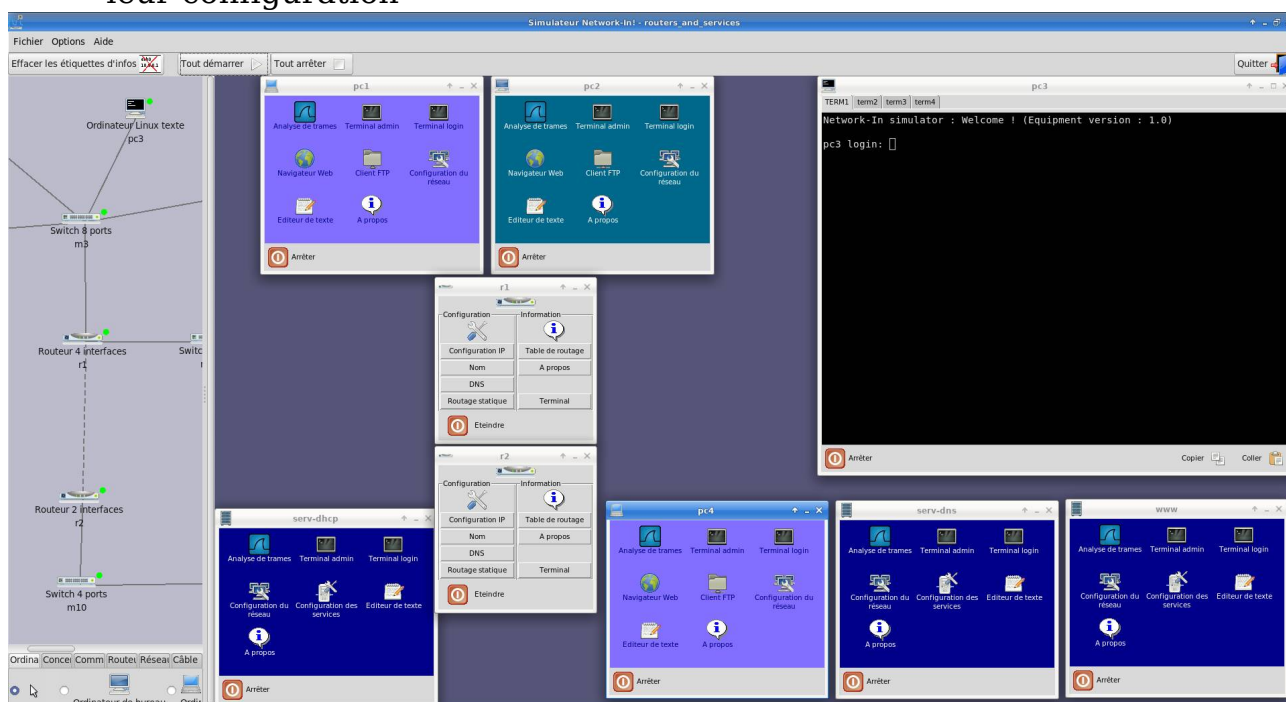 leur configuration
Simulateur Network-In! - routers_and_services
Fichier Options Aide
Effacer les étiquettes d'infos
Tout démarrer
Tout arrêter
Quitter
Ordinateur Linux texte
pc3
Switch 8 ports
m3
Routeur 4 interfaces
r1
Switc
Routeur 2 interfaces
r2
Switch 4 ports
m10
Ordina Concei Comm Routeu Réseau Câble
pc1
Analyse de trames Terminal admin Terminal login
Navigateur Web Client FTP Configuration du
réseau
Editeur de texte A propos
Arrêter
pc2
Analyse de trames Terminal admin Terminal login
Navigateur Web Client FTP Configuration du
réseau
Editeur de texte A propos
Arrêter
pc3
TERM1 term2 term3 term4
Network-In simulator : Welcome ! (Equipment version : 1.0)
pc3 login:
Arrêter
Copier
Coller
r1
Configuration Information
Configuration IP Table de routage
Nom A propos
DNS
Routage statique Terminal
Eteindre
r2
Configuration Information
Configuration IP Table de routage
Nom A propos
DNS
Routage statique Terminal
Eteindre
serv-dhcp
Analyse de trames Terminal admin Terminal login
Configuration du Configuration des Editeur de texte
réseau services
A propos
Arrêter
pc4
Analyse de trames Terminal admin Terminal login
Navigateur Web Client FTP Configuration du
réseau
Editeur de texte A propos
Arrêter
serv-dns
Analyse de trames Terminal admin Terminal login
Configuration du Configuration des Editeur de texte
réseau services
A propos
Arrêter
www
Analyse de trames Terminal admin Terminal login
Configuration du Configuration des Editeur de texte
réseau services
A propos
Arrêter